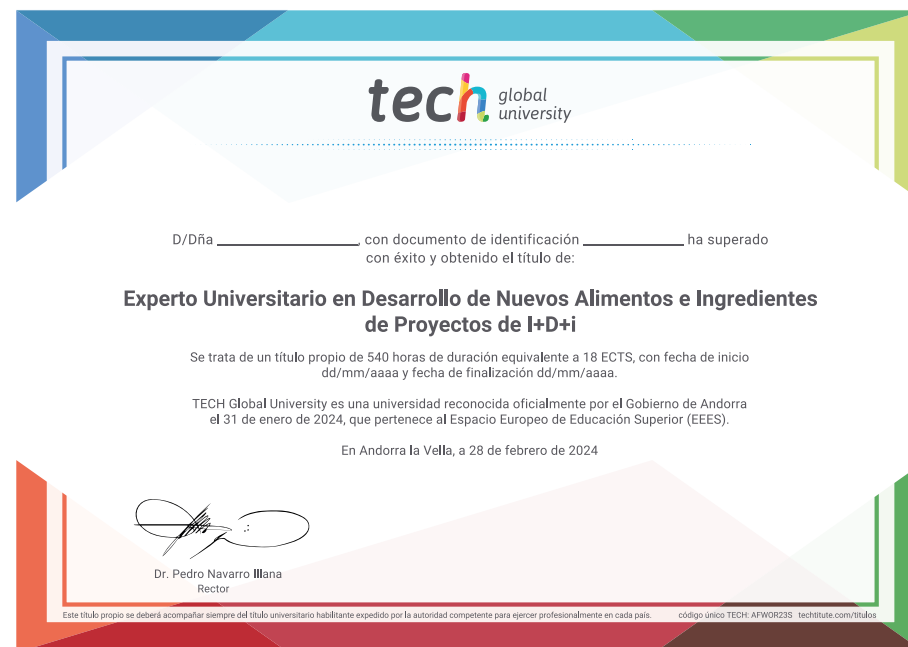 tech global university
D/Dña ____________________, con documento de identificación ______________ ha superado
con éxito y obtenido el título de:
Experto Universitario en Desarrollo de Nuevos Alimentos e Ingredientes
de Proyectos de I+D+i
Se trata de un título propio de 540 horas de duración equivalente a 18 ECTS, con fecha de inicio
dd/mm/aaaa y fecha de finalización dd/mm/aaaa.
TECH Global University es una universidad reconocida oficialmente por el Gobierno de Andorra
el 31 de enero de 2024, que pertenece al Espacio Europeo de Educación Superior (EEES).
En Andorra la Vella, a 28 de febrero de 2024
Dr. Pedro Navarro Illana
Rector
Este título propio se deberá acompañar siempre del título universitario habilitante expedido por la autoridad competente para ejercer profesionalmente en cada país. código único TECH: AFWOR23S techtitute.com/titulos